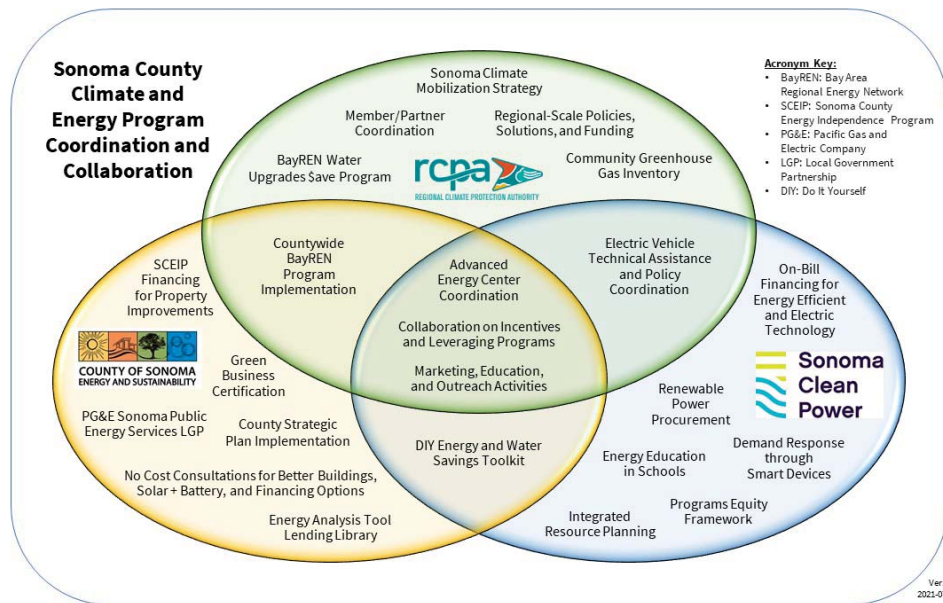 Sonoma County
Climate and
Energy Program
Coordination and
Collaboration
Acronym Key:
• BayREN: Bay Area
Regional Energy Network
• SCEIP: Sonoma County
Energy Independence Program
• PG&E: Pacific Gas and
Electric Company
• LGP: Local Government
Partnership
• DIY: Do It Yourself
Sonoma Climate
Mobilization Strategy
Member/Partner
Coordination
Regional-Scale Policies,
Solutions, and Funding
BayREN Water
Upgrades $ave Program
rcpa
REGIONAL CLIMATE PROTECTION AUTHORITY
Community Greenhouse
Gas Inventory
Countywide
BayREN
Program
Implementation
Advanced
Energy Center
Coordination
Collaboration on Incentives
and Leveraging Programs
Marketing, Education,
and Outreach Activities
Electric Vehicle
Technical Assistance
and Policy
Coordination
SCEIP
Financing
for Property
Improvements
COUNTY OF SONOMA
ENERGY AND SUSTAINABILITY
Green
Business
Certification
PG&E Sonoma Public
Energy Services LGP
County Strategic
Plan Implementation
No Cost Consultations for Better Buildings,
Solar + Battery, and Financing Options
Energy Analysis Tool
Lending Library
DIY Energy and Water
Savings Toolkit
On-Bill
Financing for
Energy Efficient
and Electric
Technology
Sonoma
Clean
Power
Renewable
Power
Procurement
Energy Education
in Schools
Demand Response
through
Smart Devices
Programs Equity
Framework
Integrated
Resource Planning
Ver
2021-0